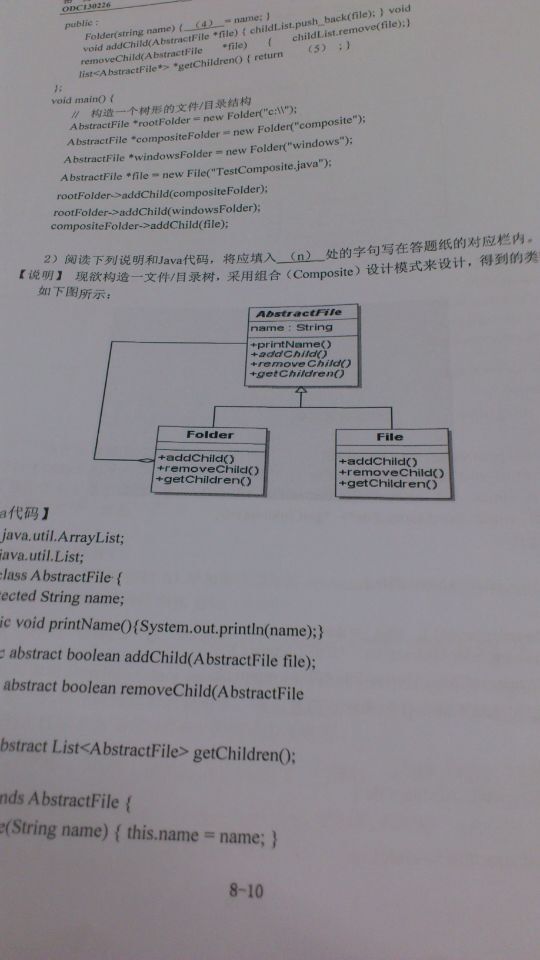 ODC130226
public :
Folder(string name) { （4） = name; }
void addChild(AbstractFile *file) { childList.push_back(file); } void
removeChild(AbstractFile *file) { childList.remove(file);}
list<AbstractFile*> *getChildren() { return （5） ; }
};
void main() {
// 构造一个树形的文件/目录结构
AbstractFile *rootFolder = new Folder("c:\\");
AbstractFile *compositeFolder = new Folder("composite");
AbstractFile *windowsFolder = new Folder("windows");
AbstractFile *file = new File("TestComposite.java");
rootFolder->addChild(compositeFolder);
rootFolder->addChild(windowsFolder);
compositeFolder->addChild(file);
2）阅读下列说明和Java代码，将应填入 （n） 处的字句写在答题纸的对应栏内。
【说明】 现欲构造一文件/目录树，采用组合（Composite）设计模式来设计，得到的类
如下图所示：
AbstractFile
name : String
+printName()
+addChild()
+removeChild()
+getChildren()
Folder
+addChild()
+removeChild()
+getChildren()
File
+addChild()
+removeChild()
+getChildren()
a代码】
java.util.ArrayList;
java.util.List;
class AbstractFile {
ected String name;
ic void printName(){System.out.println(name);}
c abstract boolean addChild(AbstractFile file);
abstract boolean removeChild(AbstractFile
bstract List<AbstractFile> getChildren();
nds AbstractFile {
e(String name) { this.name = name; }
8-10